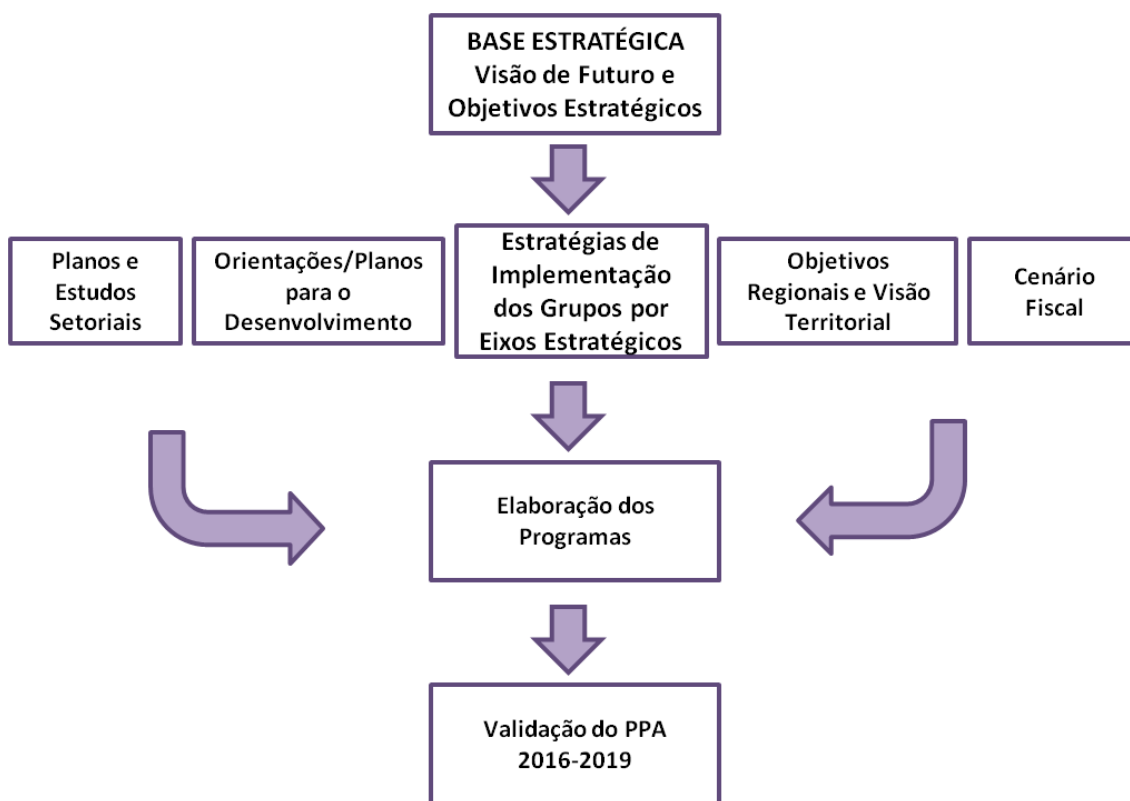 BASE ESTRATÉGICA
Visão de Futuro e
Objetivos Estratégicos
Planos e
Estudos
Setoriais
Orientações/Planos
para o
Desenvolvimento
Estratégias de
Implementação
dos Grupos por
Eixos Estratégicos
Objetivos
Regionais e Visão
Territorial
Cenário
Fiscal
Elaboração dos
Programas
Validação do PPA
2016-2019